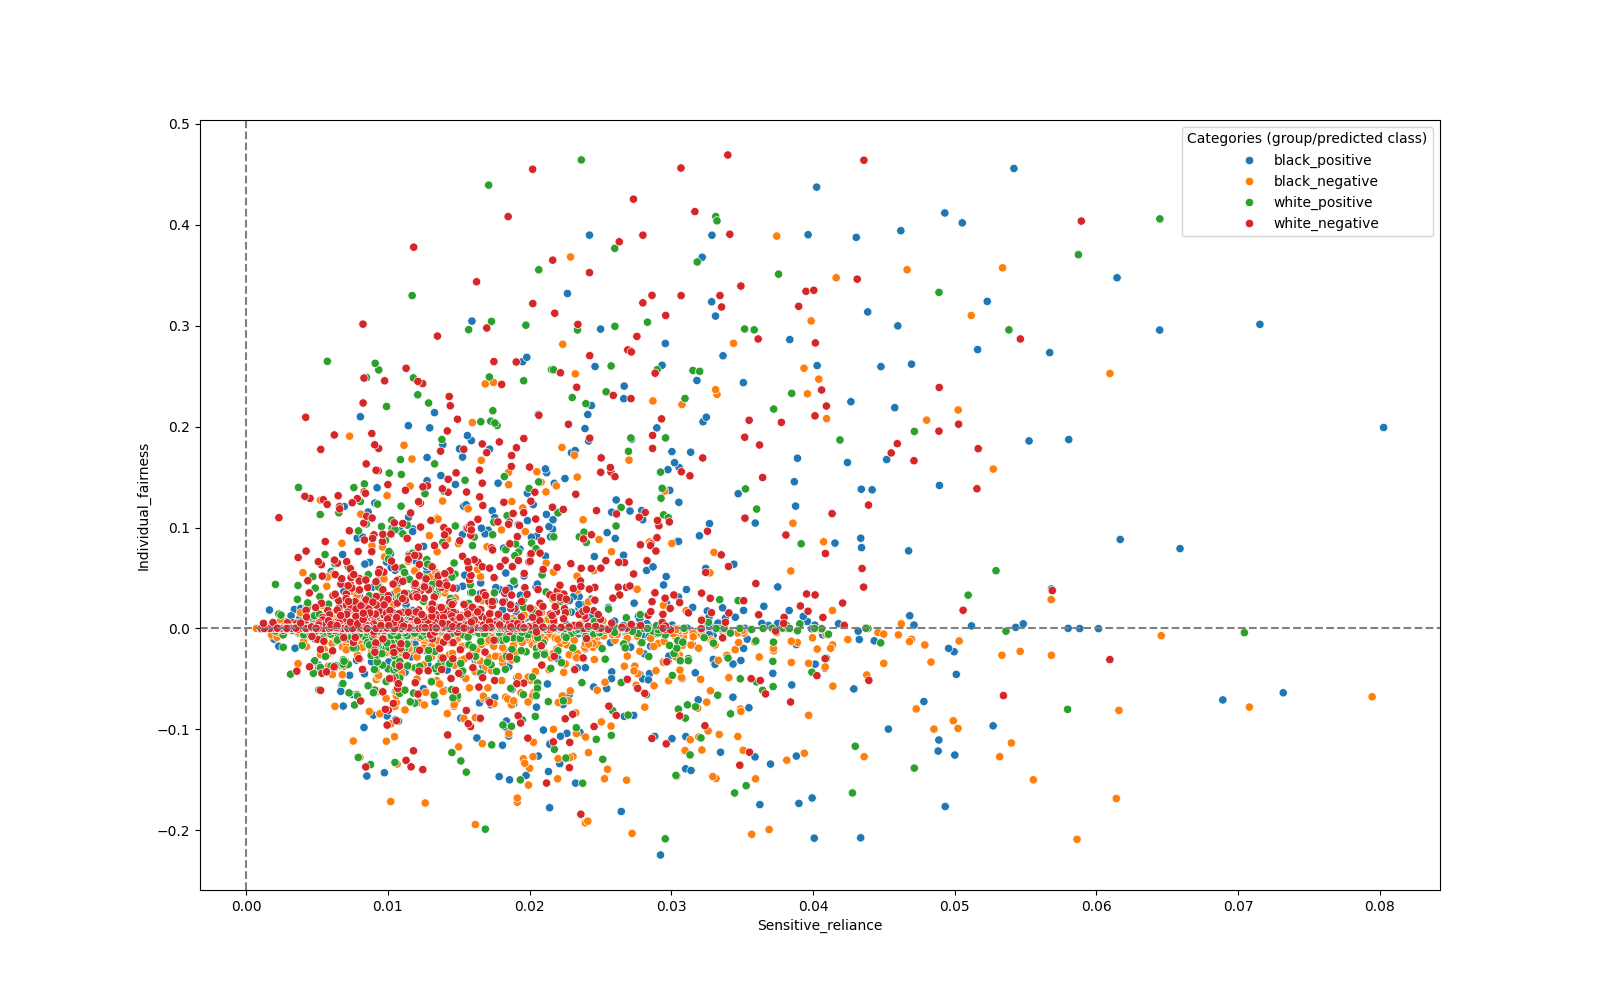 Categories (group/predicted class)
black_positive
black_negative
white_positive
white_negative
0.5
0.4
0.3
0.2
0.1
0.0
−0.1
−0.2
Individual_fairness
0.00 0.01 0.02 0.03 0.04 0.05 0.06 0.07 0.08
Sensitive_reliance